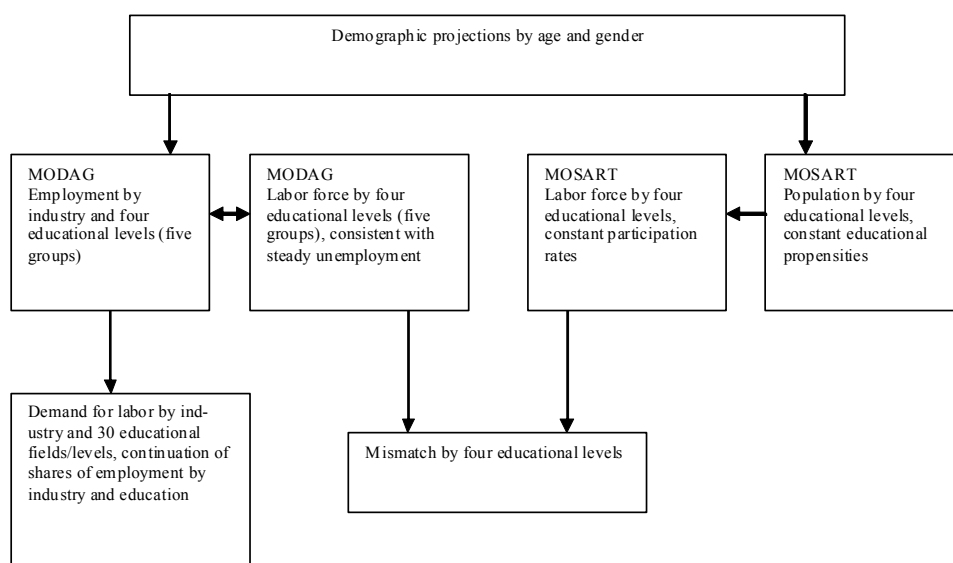 Demographic projections by age and gender
MODAG
Employment by
industry and four
educational levels (five
groups)
MODAG
Labor force by four
educational levels (five
groups), consistent with
steady unemployment
MOSART
Labor force by four
educational levels,
constant participation
rates
MOSART
Population by four
educational levels,
constant educational
propensities
Demand for labor by ind-
ustry and 30 educational
fields/levels, continuation of
shares of employment by
industry and education
Mismatch by four educational levels